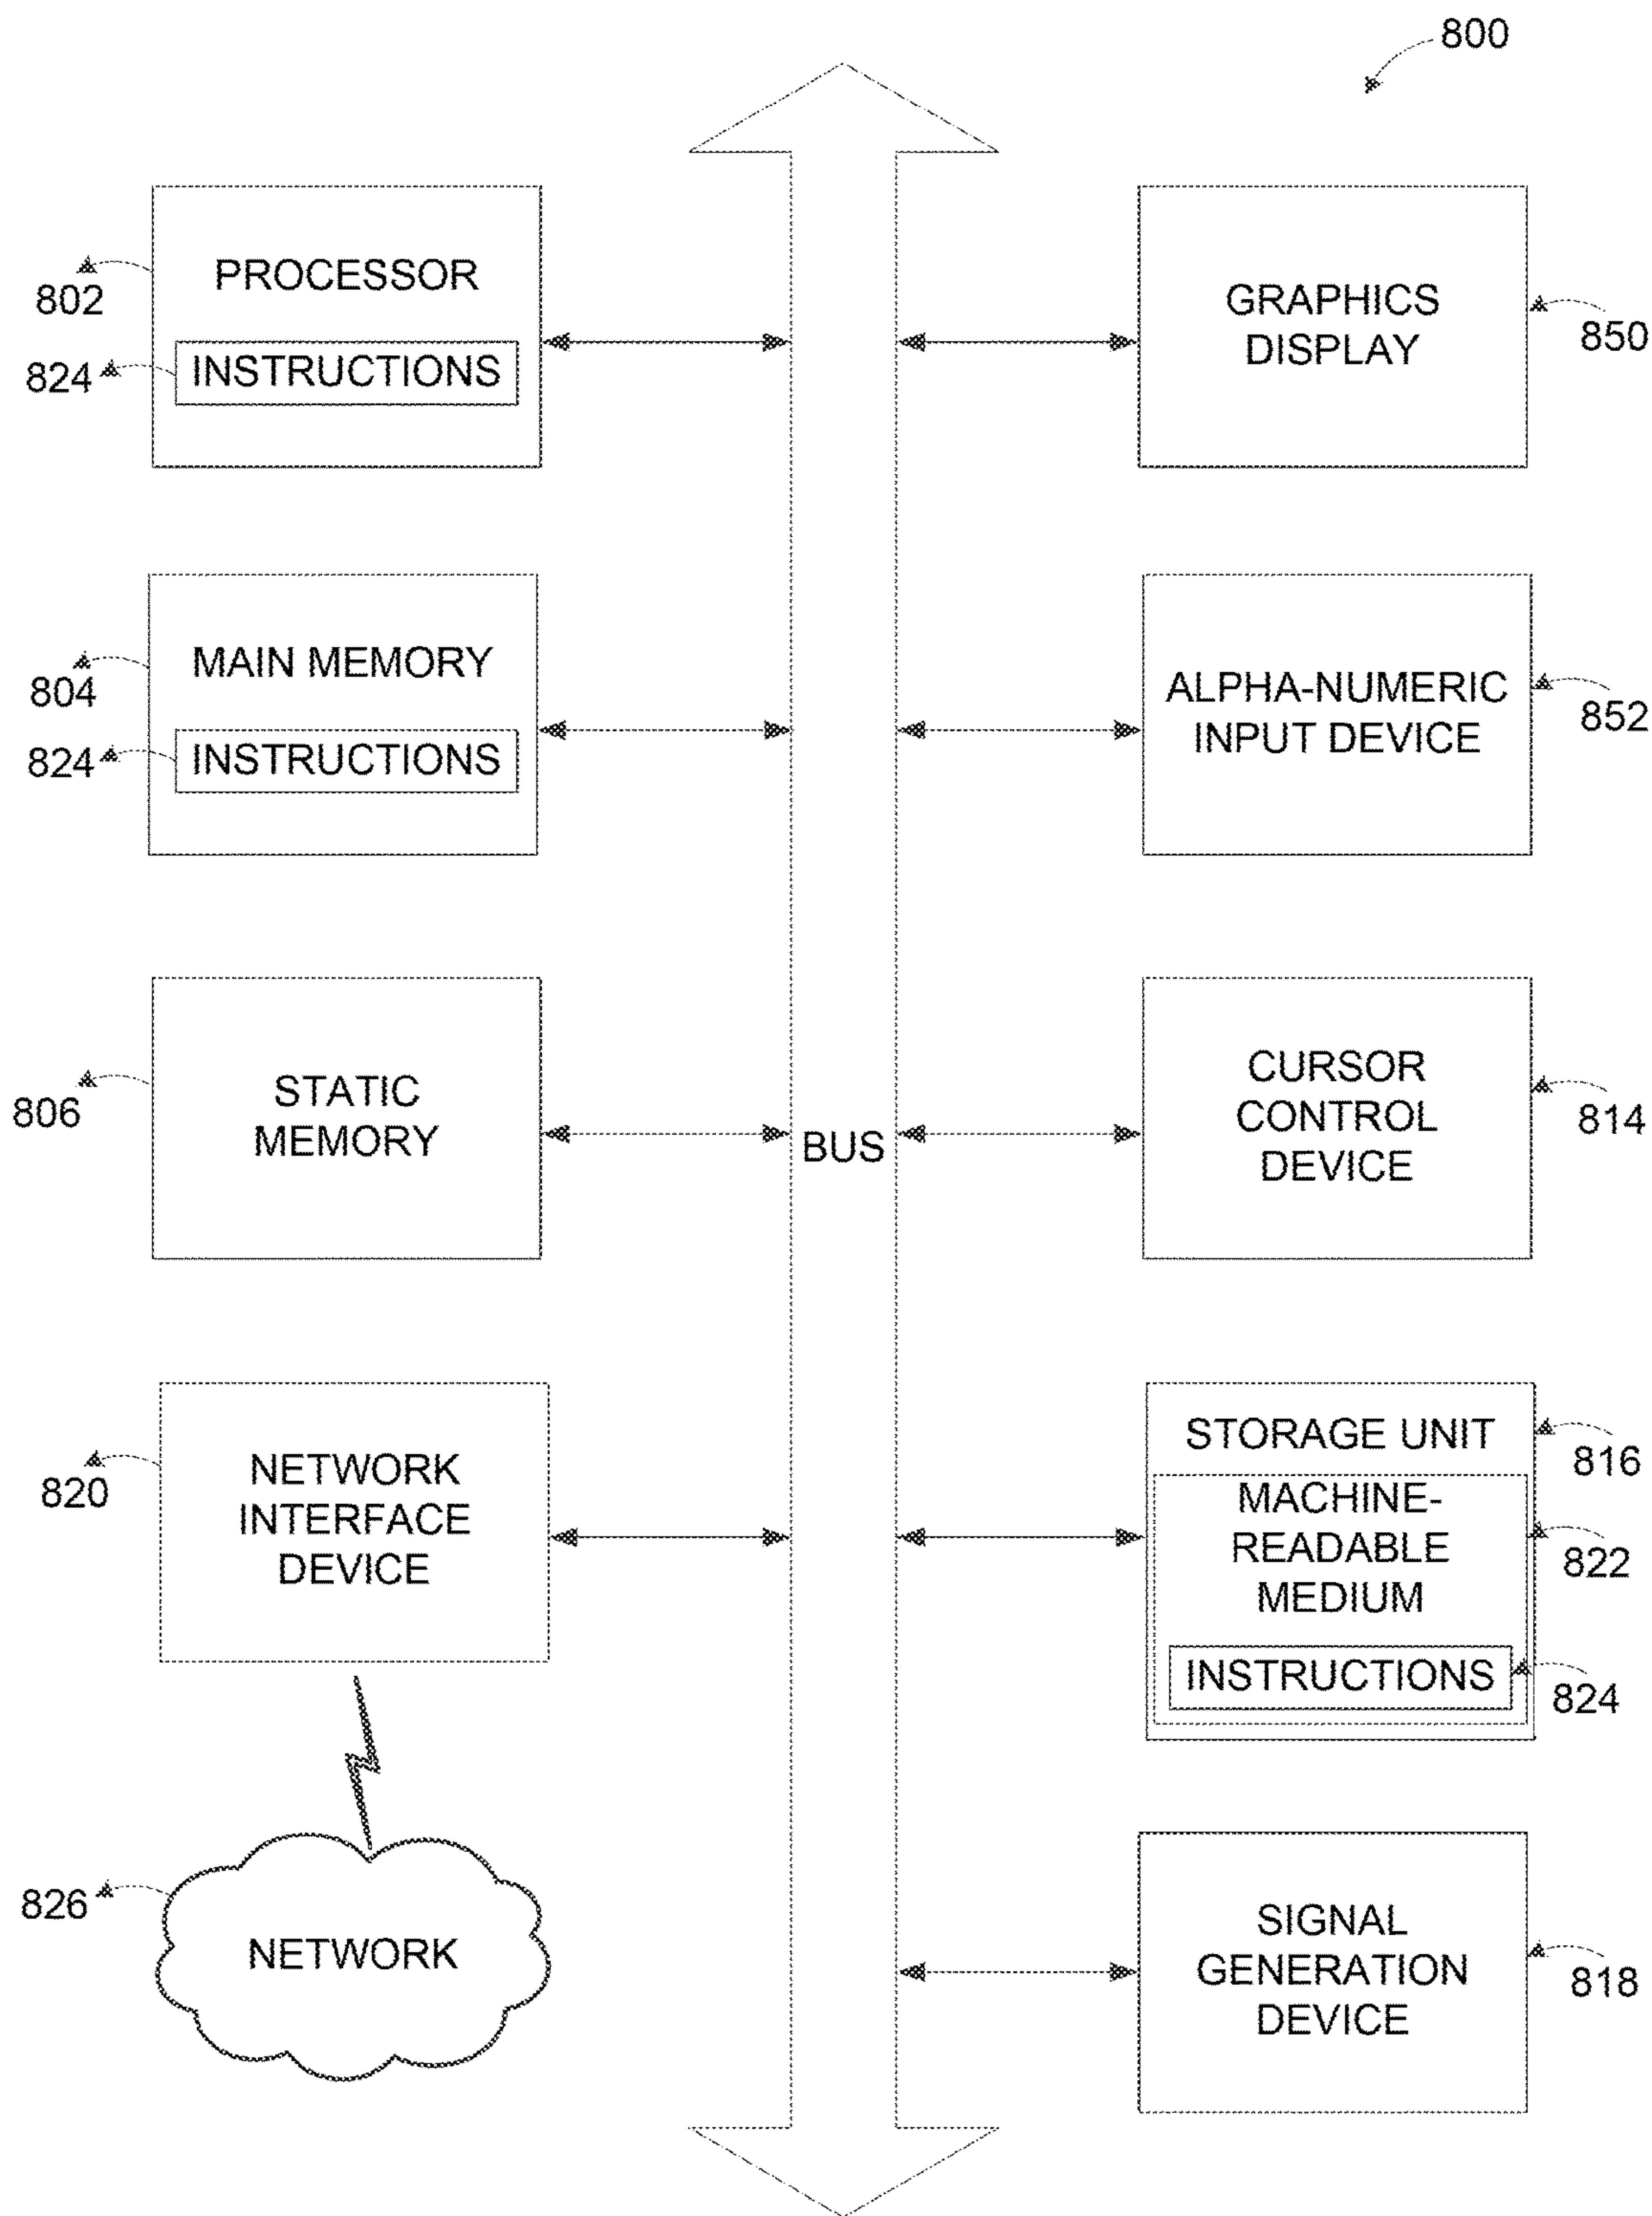 800
PROCESSOR
802
824
INSTRUCTIONS
GRAPHICS
DISPLAY
850
MAIN MEMORY
804
824
INSTRUCTIONS
ALPHA-NUMERIC
INPUT DEVICE
852
STATIC
MEMORY
806
BUS
CURSOR
CONTROL
DEVICE
814
NETWORK
INTERFACE
DEVICE
820
STORAGE UNIT
816
MACHINE-
READABLE
MEDIUM
822
INSTRUCTIONS
824
826
NETWORK
SIGNAL
GENERATION
DEVICE
818